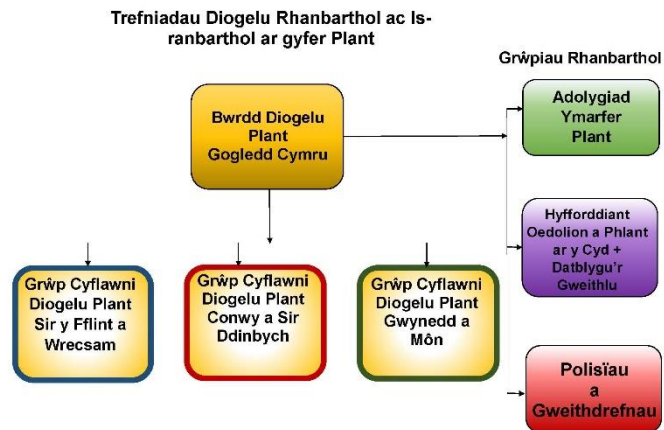 Trefniadau Diogelu Rhanbarthol ac Is-
ranbarthol ar gyfer Plant
Grŵpiau Rhanbarthol
Bwrdd Diogelu
Plant
Gogledd Cymru
Adolygiad
Ymarfer
Plant
Hyfforddiant
Oedolion a Phlant
ar y Cyd +
Datblygu'r
Gweithlu
Polisïau
a
Gweithdrefnau
Grŵp Cyflawni
Diogelu Plant
Sir y Fflint a
Wrecsam
Grŵp Cyflawni
Diogelu Plant
Conwy a Sir
Ddinbych
Grŵp Cyflawni
Diogelu Plant
Gwynedd a
Môn